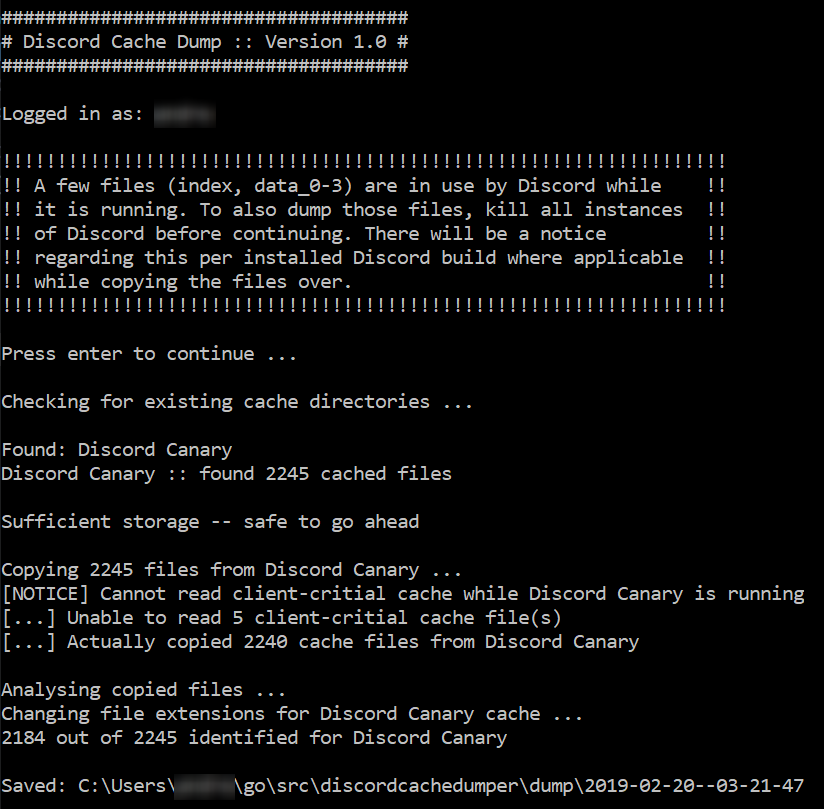 #####################################
# Discord Cache Dump :: Version 1.0 #
#####################################
Logged in as:
!!!!!!!!!!!!!!!!!!!!!!!!!!!!!!!!!!!!!!!!!!!!!!!!!!!!!!!!!!!!!!!!!!
!! A few files (index, data_0-3) are in use by Discord while    !!
!! it is running. To also dump those files, kill all instances  !!
!! of Discord before continuing. There will be a notice         !!
!! regarding this per installed Discord build where applicable  !!
!! while copying the files over.                                !!
!!!!!!!!!!!!!!!!!!!!!!!!!!!!!!!!!!!!!!!!!!!!!!!!!!!!!!!!!!!!!!!!!!
Press enter to continue ...
Checking for existing cache directories ...
Found: Discord Canary
Discord Canary :: found 2245 cached files
Sufficient storage -- safe to go ahead
Copying 2245 files from Discord Canary ...
[NOTICE] Cannot read client-critial cache while Discord Canary is running
[...] Unable to read 5 client-critial cache file(s)
[...] Actually copied 2240 cache files from Discord Canary
Analysing copied files ...
Changing file extensions for Discord Canary cache ...
2184 out of 2245 identified for Discord Canary
Saved: C:\Users\ \go\src\discordcachedumper\dump\2019-02-20--03-21-47